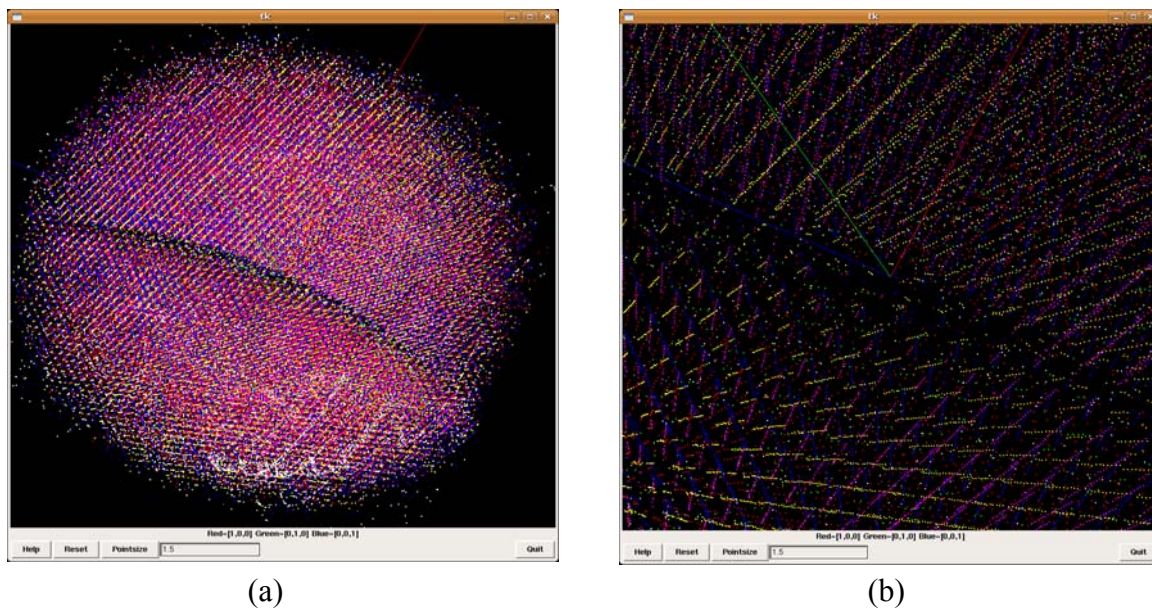 tk
Red=[1,0,0] Green=[0,1,0] Blue=[0,0,1]
Help Reset Pointsize 1.5 Quit
(a)
tk
Red=[1,0,0] Green=[0,1,0] Blue=[0,0,1]
Help Reset Pointsize 1.5 Quit
(b)